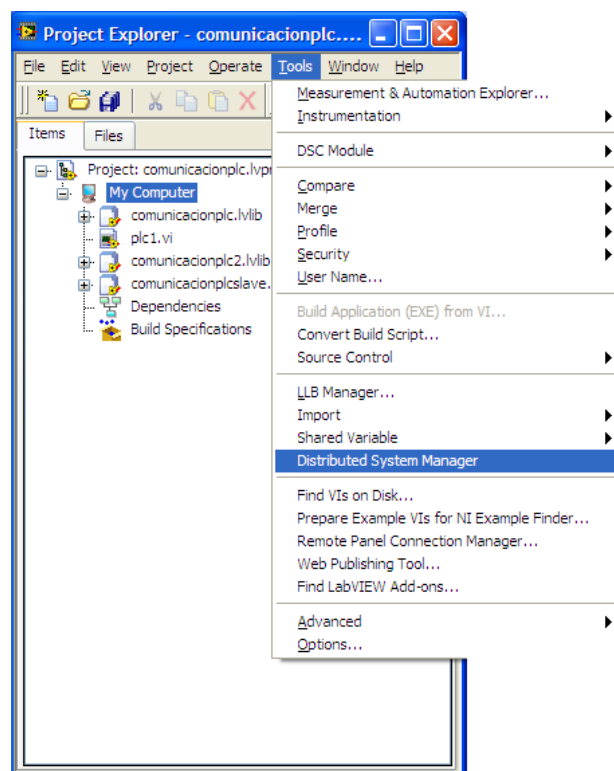 Project Explorer - comunicacionplc....
File Edit View Project Operate Tools Window Help
Items Files
Project: comunicacionplc.lvpr
My Computer
comunicacionplc.lvlib
plc1.vi
comunicacionplc2.lvlib
comunicacionplcslave.
Dependencies
Build Specifications
Measurement & Automation Explorer...
Instrumentation
DSC Module
Compare
Merge
Profile
Security
User Name...
Build Application (EXE) from VI...
Convert Build Script...
Source Control
LLB Manager...
Import
Shared Variable
Distributed System Manager
Find VIs on Disk...
Prepare Example VIs for NI Example Finder...
Remote Panel Connection Manager...
Web Publishing Tool...
Find LabVIEW Add-ons...
Advanced
Options...